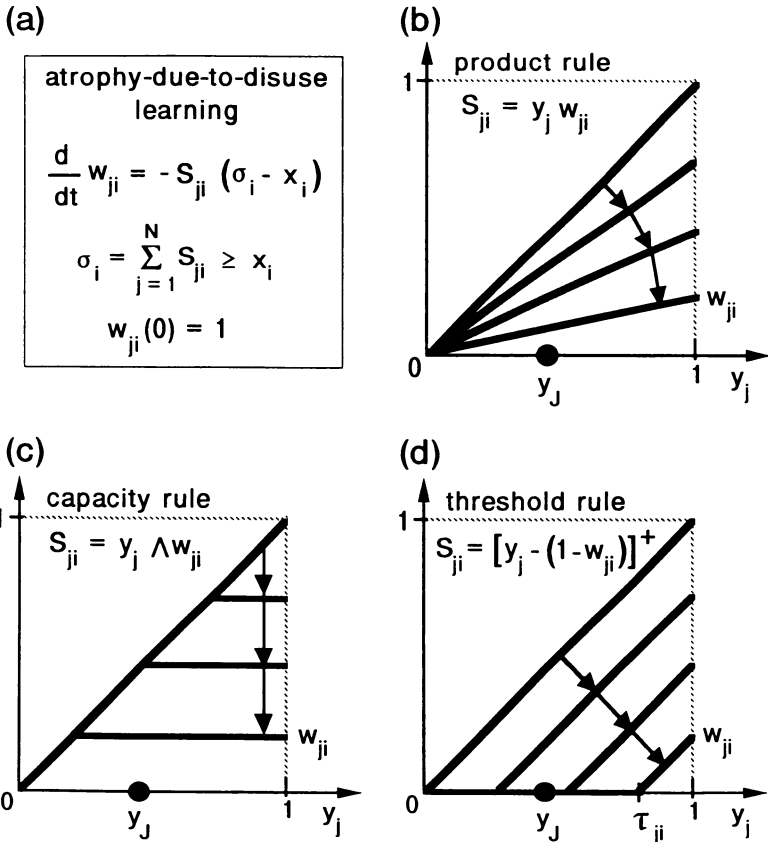 (a)
atrophy-due-to-disuse
learning
d/dt w_ji = - S_ji (σ_i - x_i)
σ_i = Σ_{j = 1}^{N} S_ji ≥ x_i
w_ji (0) = 1
(b)
product rule
S_ji = y_j w_ji
1
w_ji
0
y_J
1
y_j
(c)
capacity rule
S_ji = y_j ∧ w_ji
w_ji
0
y_J
1
y_j
(d)
threshold rule
1
S_ji = [y_j - (1 - w_ji)]^+
w_ji
0
y_J
τ_ji
1
y_j